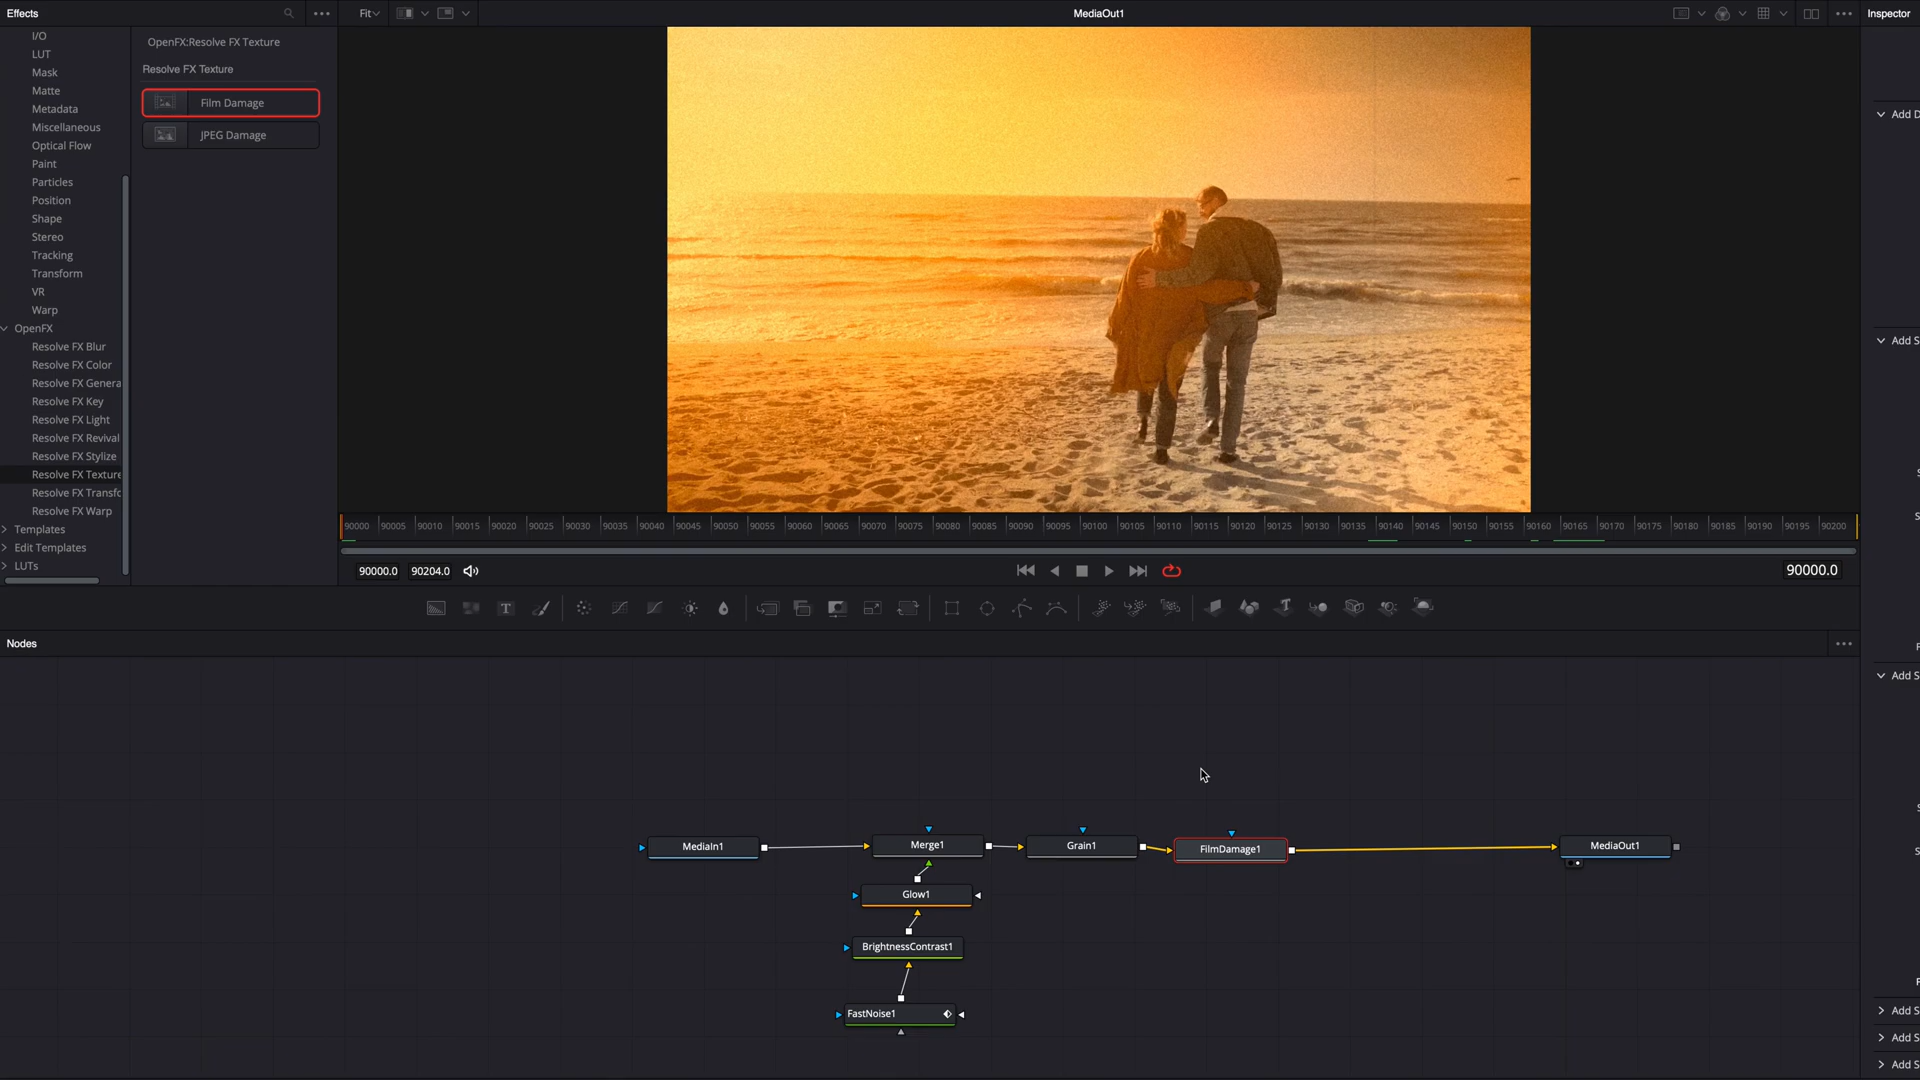 Effects
Fit
MediaOut1
Inspector
I/O
LUT
Mask
Matte
Metadata
Miscellaneous
Optical Flow
Paint
Particles
Position
Shape
Stereo
Tracking
Transform
VR
Warp
OpenFX
Resolve FX Blur
Resolve FX Color
Resolve FX Genera
Resolve FX Key
Resolve FX Light
Resolve FX Revival
Resolve FX Stylize
Resolve FX Texture
Resolve FX Transfo
Resolve FX Warp
Templates
Edit Templates
LUTs
OpenFX:Resolve FX Texture
Resolve FX Texture
Film Damage
JPEG Damage
90000 90005 90010 90015 90020 90025 90030 90035 90040 90045 90050 90055 90060 90065 90070 90075 90080 90085 90090 90095 90100 90105 90110 90115 90120 90125 90130 90135 90140 90145 90150 90155 90160 90165 90170 90175 90180 90185 90190 90195 90200
90000.0 90204.0
90000.0
Nodes
MediaIn1
Merge1
Grain1
FilmDamage1
MediaOut1
Glow1
BrightnessContrast1
FastNoise1
Add D
Add S
Add S
Add S
Add S
Add S